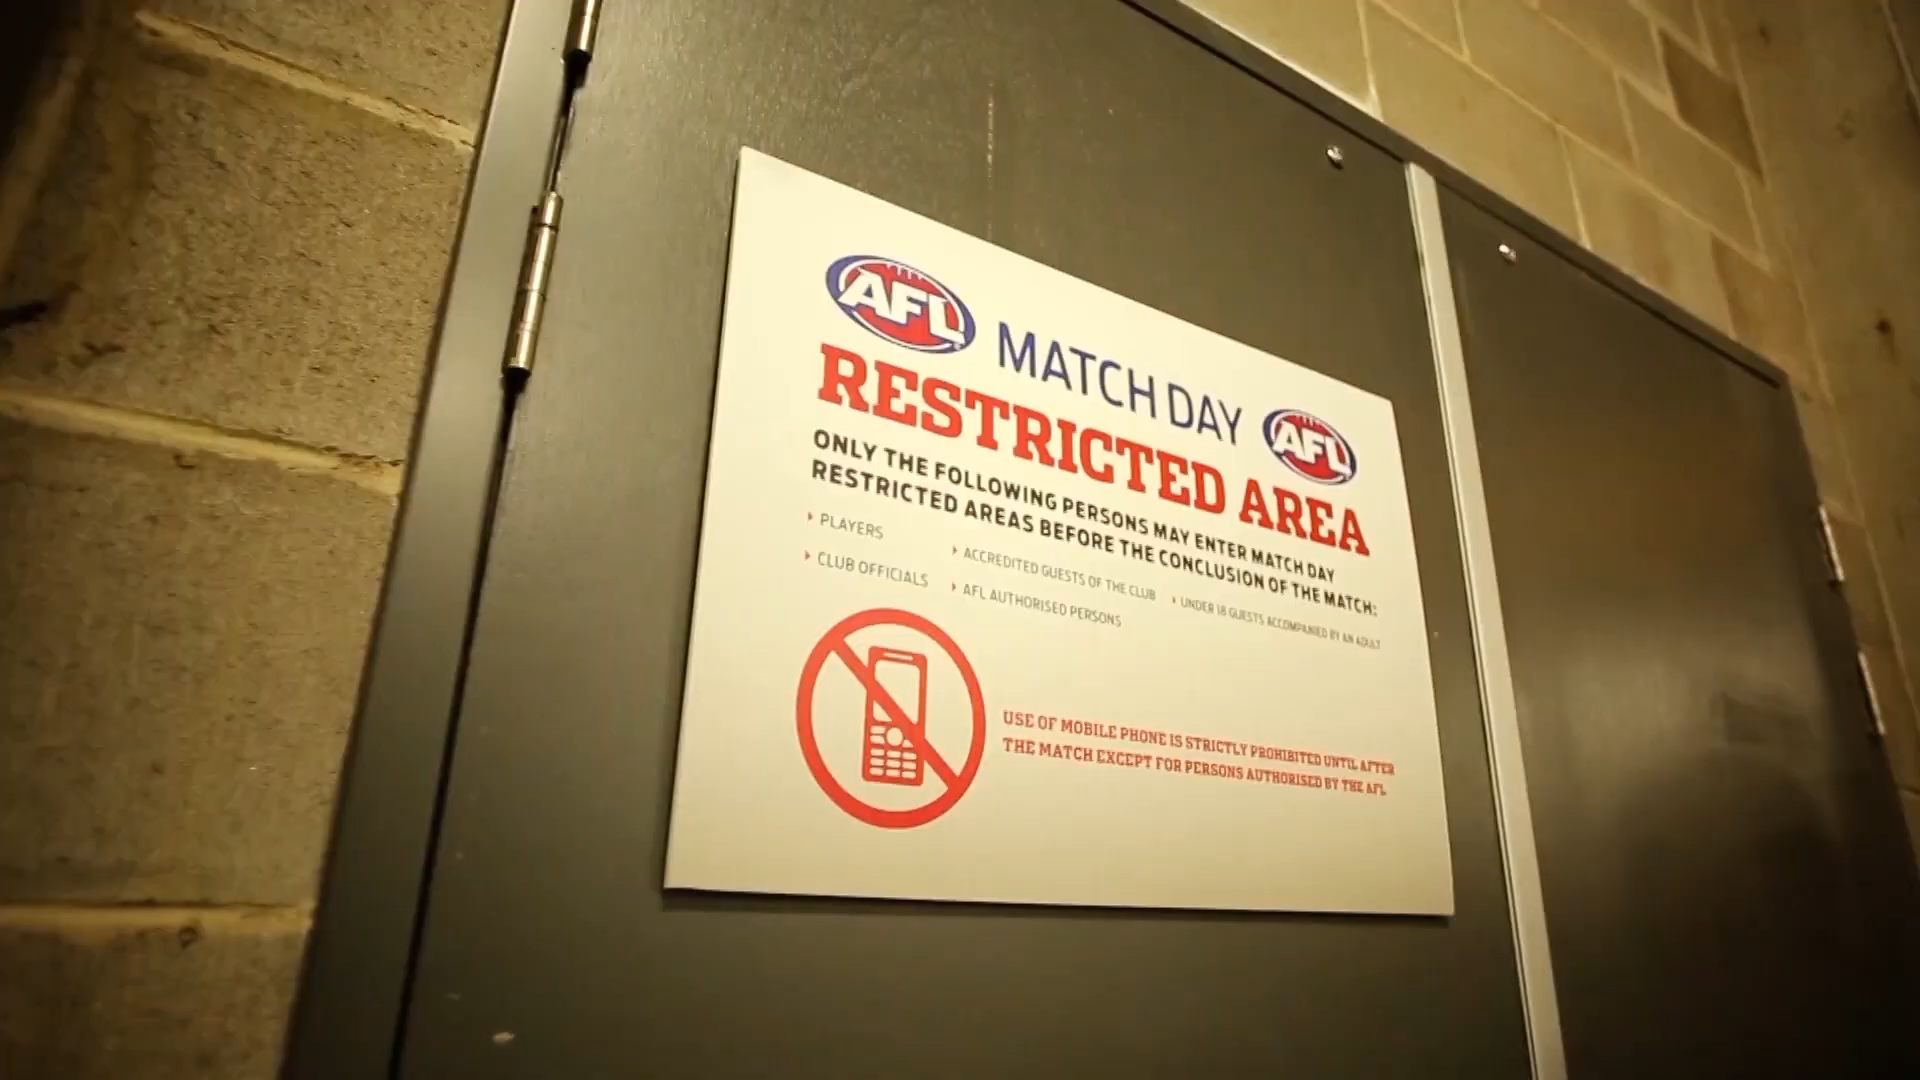 AFL MATCH DAY AFL
RESTRICTED AREA
ONLY THE FOLLOWING PERSONS MAY ENTER MATCH DAY
RESTRICTED AREAS BEFORE THE CONCLUSION OF THE MATCH:
PLAYERS
CLUB OFFICIALS
ACCREDITED GUESTS OF THE CLUB
AFL AUTHORISED PERSONS
UNDER 18 GUESTS ACCOMPANIED BY AN ADULT
USE OF MOBILE PHONE IS STRICTLY PROHIBITED UNTIL AFTER
THE MATCH EXCEPT FOR PERSONS AUTHORISED BY THE AFL